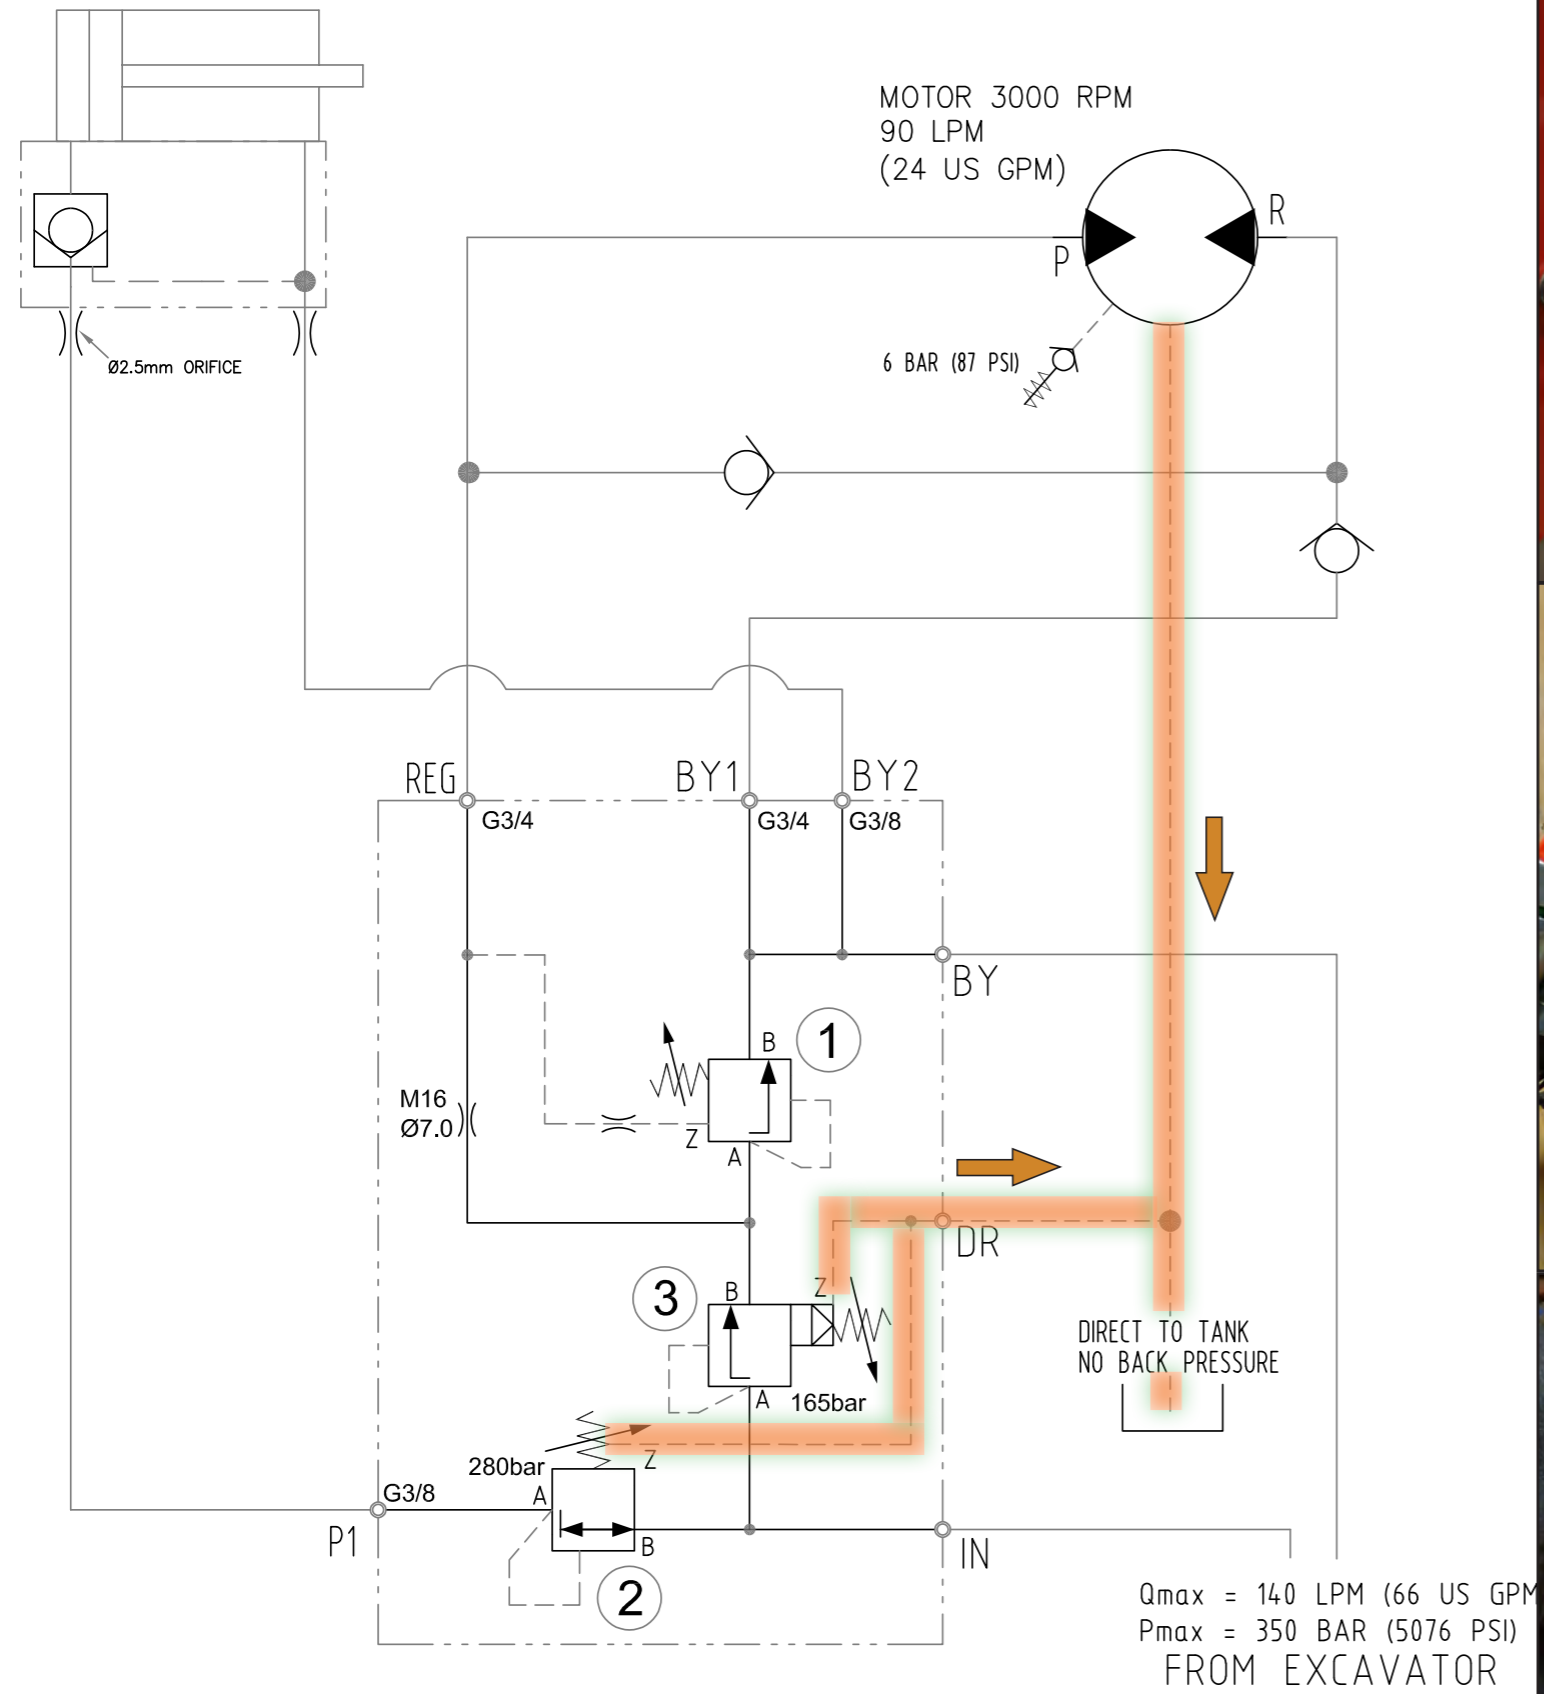 MOTOR 3000 RPM
90 LPM
(24 US GPM)
R
P
6 BAR (87 PSI)
Ø2.5mm ORIFICE
REG
BY1
BY2
G3/4
G3/4
G3/8
BY
B
1
M16
Ø7.0
Z
A
DR
3
B
Z
DIRECT TO TANK
NO BACK PRESSURE
A
165bar
280bar
Z
G3/8
A
P1
B
IN
2
Qmax = 140 LPM (66 US GPM
Pmax = 350 BAR (5076 PSI)
FROM EXCAVATOR